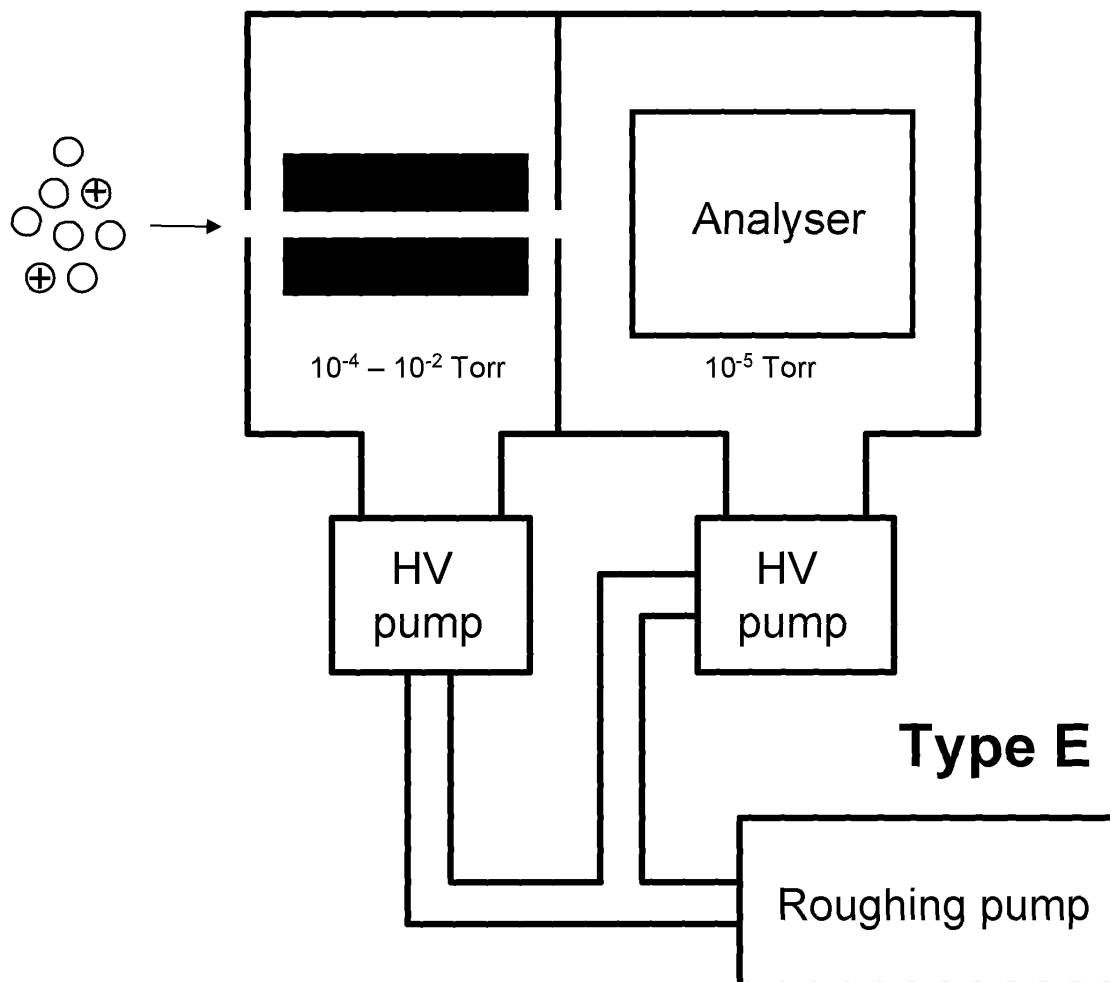 Analyser
10⁻⁴ – 10⁻² Torr
10⁻⁵ Torr
HV
pump
HV
pump
Type E
Roughing pump